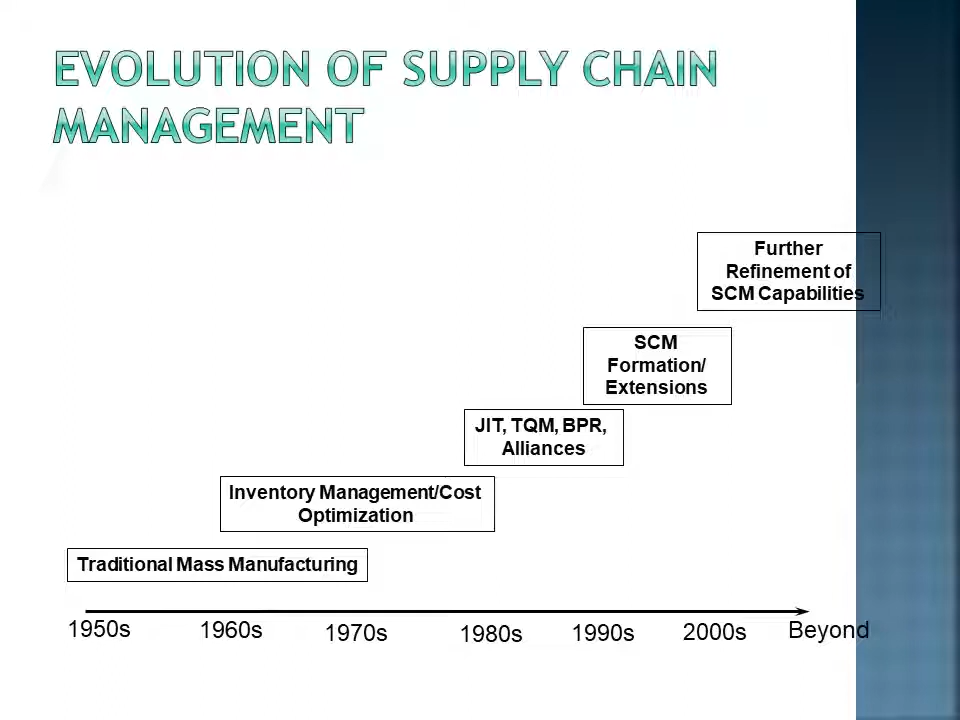 EVOLUTION OF SUPPLY CHAIN
MANAGEMENT
Further
Refinement of
SCM Capabilities
SCM
Formation/
Extensions
JIT, TQM, BPR,
Alliances
Inventory Management/Cost
Optimization
Traditional Mass Manufacturing
1950s 1960s 1970s 1980s 1990s 2000s Beyond